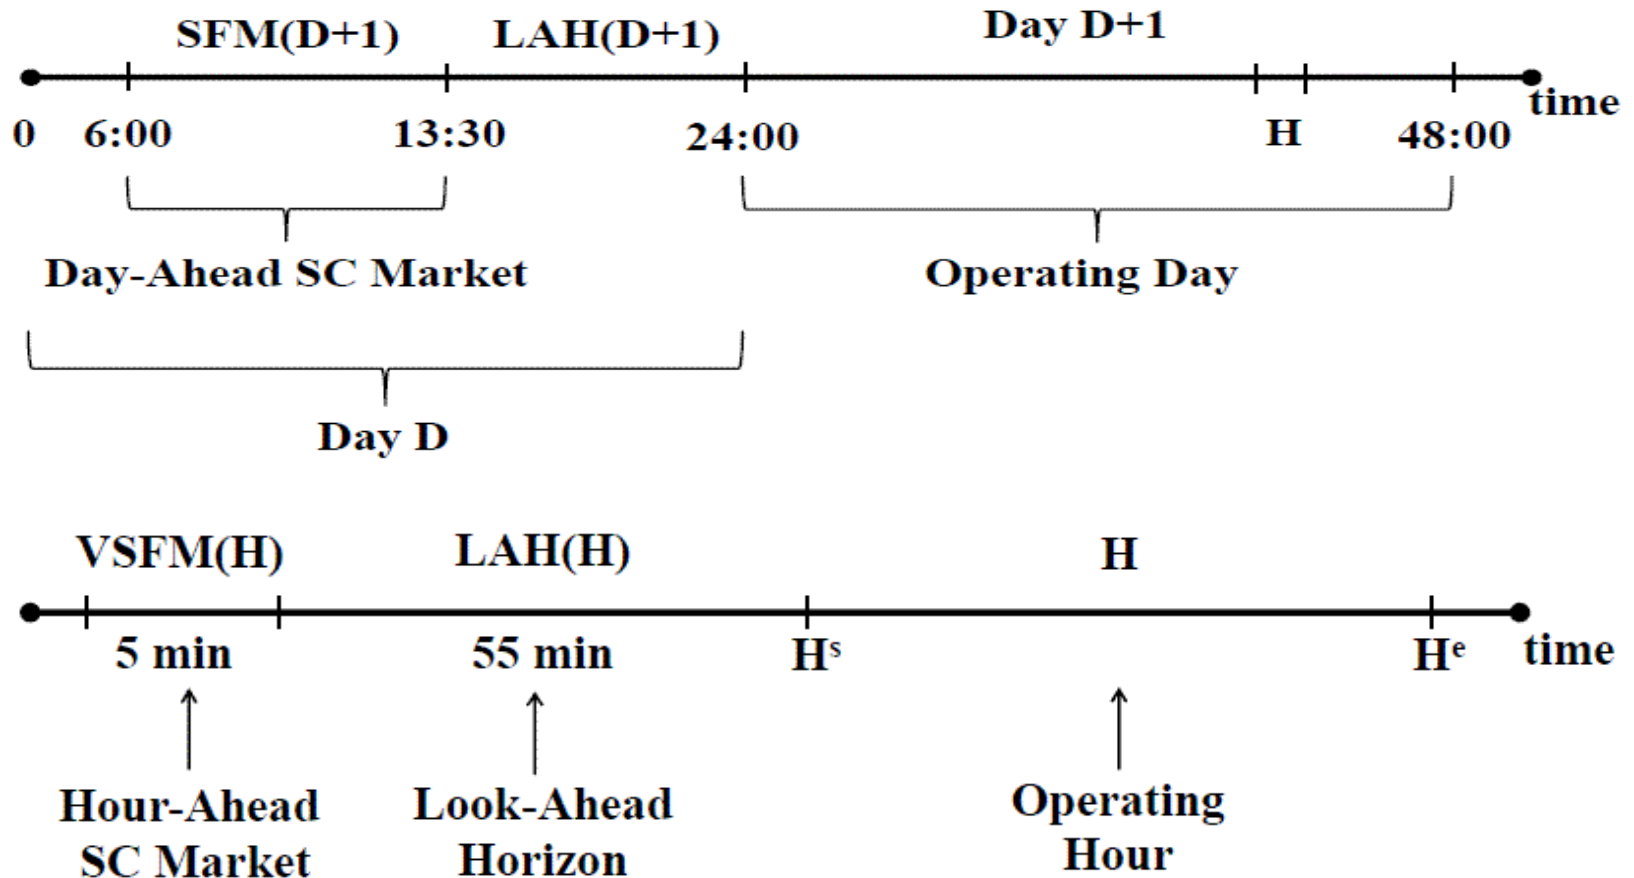 SFM(D+1) LAH(D+1) Day D+1
time
0 6:00 13:30 24:00 H 48:00
Day-Ahead SC Market Operating Day
Day D
VSFM(H) LAH(H) H
5 min 55 min Hˢ Hᵉ time
Hour-Ahead Look-Ahead Operating
SC Market Horizon Hour